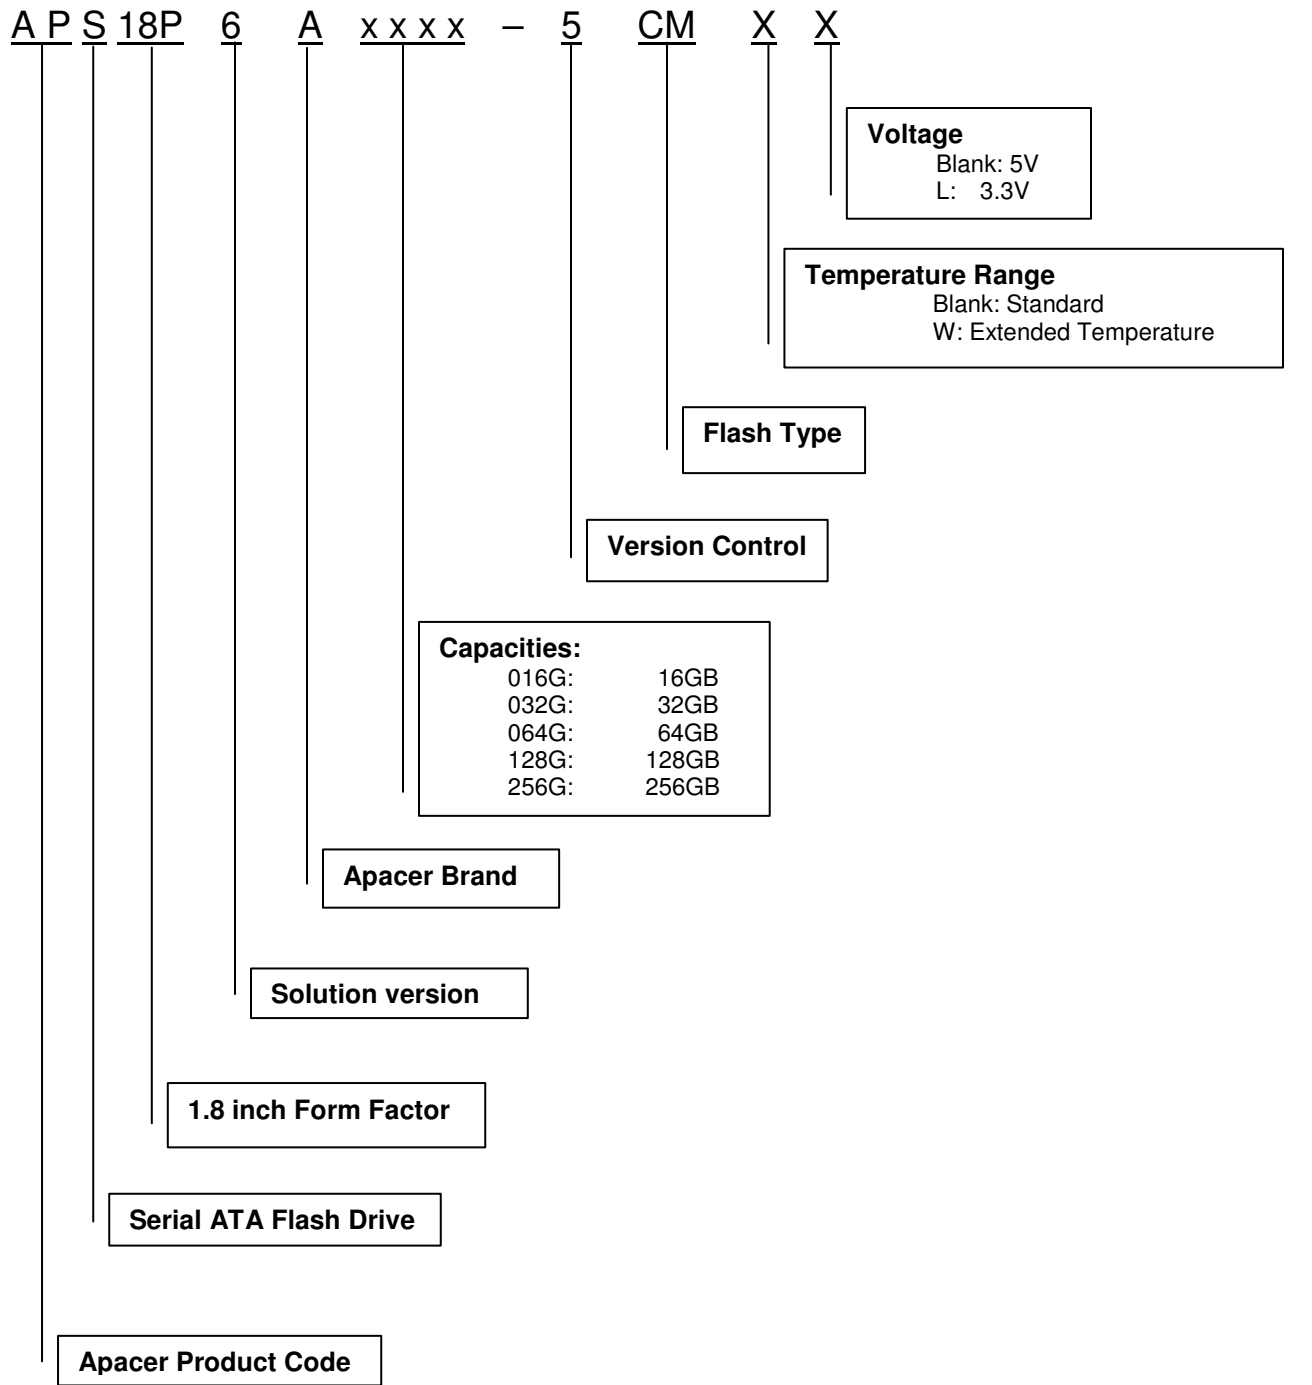 A P S 18P 6 A x x x x – 5 CM X X
Voltage
Blank: 5V
L: 3.3V
Temperature Range
Blank: Standard
W: Extended Temperature
Flash Type
Version Control
Capacities:
016G: 16GB
032G: 32GB
064G: 64GB
128G: 128GB
256G: 256GB
Apacer Brand
Solution version
1.8 inch Form Factor
Serial ATA Flash Drive
Apacer Product Code